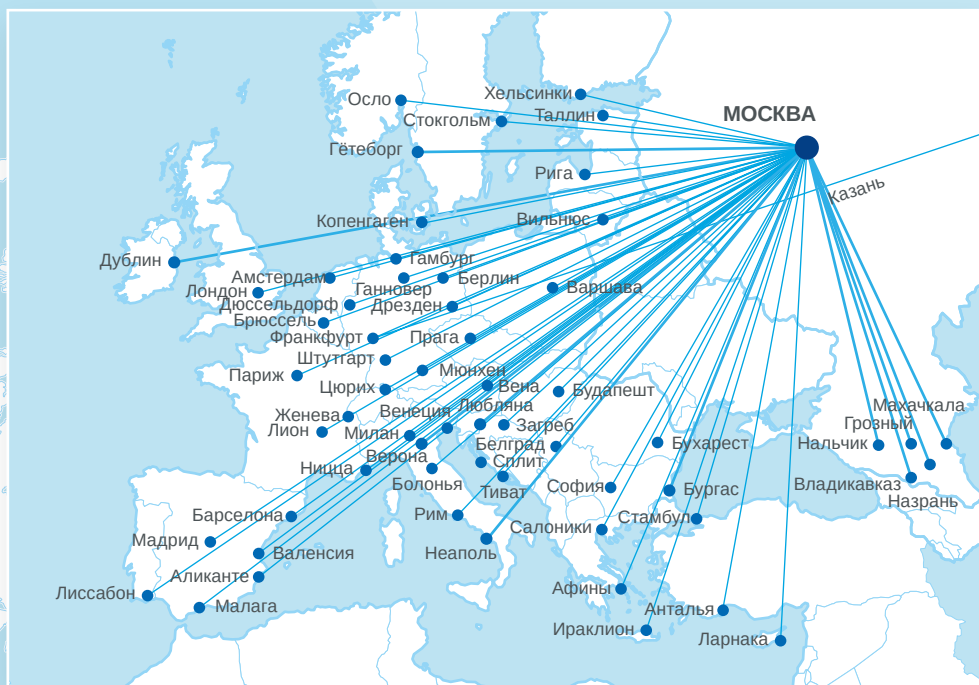 Осло
Хельсинки
МОСКВА
Стокгольм
Таллин
Гётеборг
Рига
Казань
Копенгаген
Вильнюс
Дублин
Гамбург
Амстердам
Ганновер
Берлин
Лондон
Дюссельдорф
Дрезден
Варшава
Брюссель
Франкфурт
Прага
Штутгарт
Париж
Цюрих
Мюнхен
Вена
Будапешт
Женева
Венеция
Любляна
Махачкала
Лион
Милан
Загреб
Грозный
Верона
Белград
Бухарест
Нальчик
Ницца
Болонья
Сплит
Тиват
София
Бургас
Владикавказ
Назрань
Барселона
Рим
Салоники
Стамбул
Мадрид
Валенсия
Неаполь
Аликанте
Лиссабон
Малага
Афины
Анталья
Ираклион
Ларнака